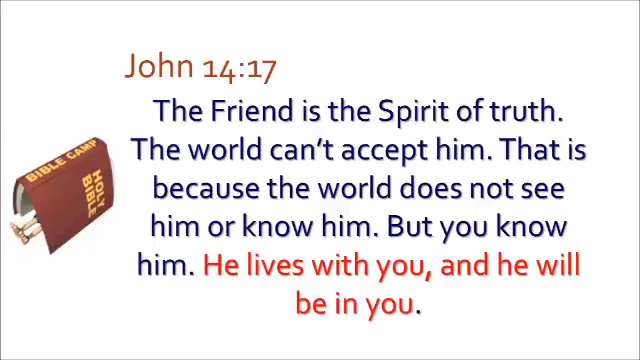 John 14:17
The Friend is the Spirit of truth.
The world can’t accept him. That is
because the world does not see
him or know him. But you know
him. He lives with you, and he will
be in you.
BIBLE CAMP
HOLY
BIBLE